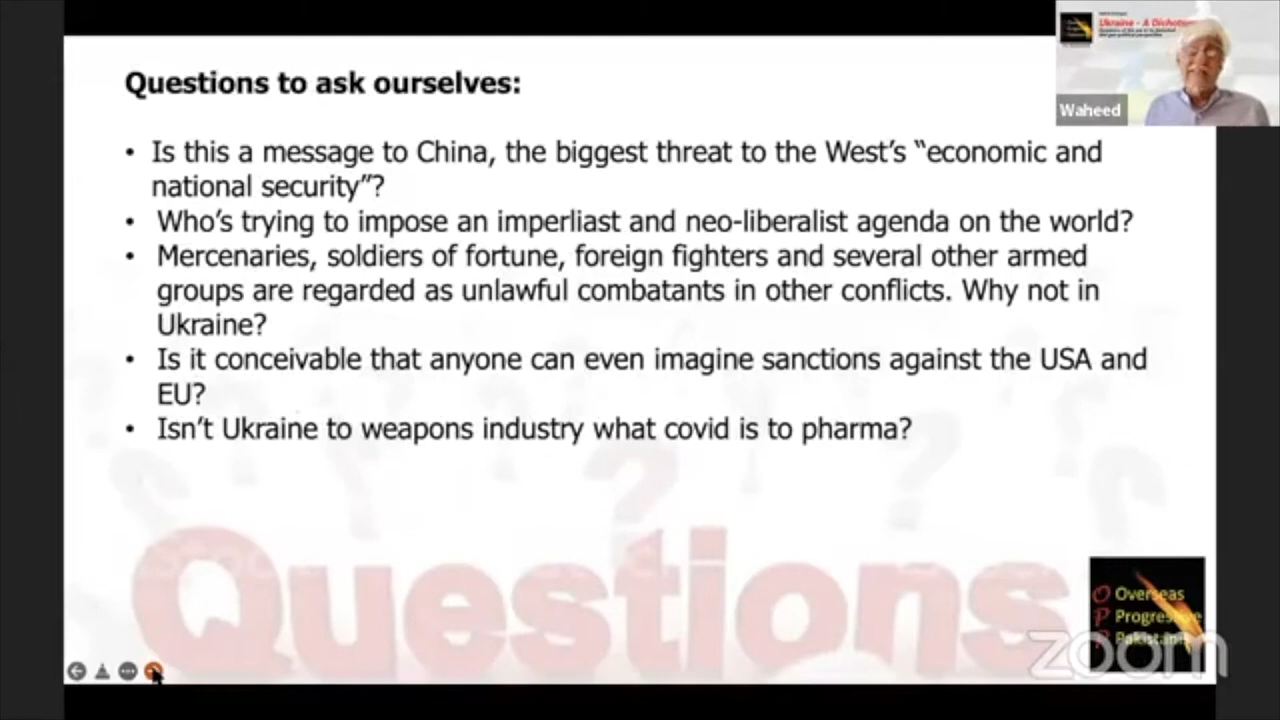 Ukraine - A Dichotomy
Waheed
Questions to ask ourselves:
• Is this a message to China, the biggest threat to the West’s “economic and
national security”?
• Who’s trying to impose an imperliast and neo-liberalist agenda on the world?
• Mercenaries, soldiers of fortune, foreign fighters and several other armed
groups are regarded as unlawful combatants in other conflicts. Why not in
Ukraine?
• Is it conceivable that anyone can even imagine sanctions against the USA and
EU?
• Isn’t Ukraine to weapons industry what covid is to pharma?
Questions
Overseas
Progressive
Pakistanis
zoom